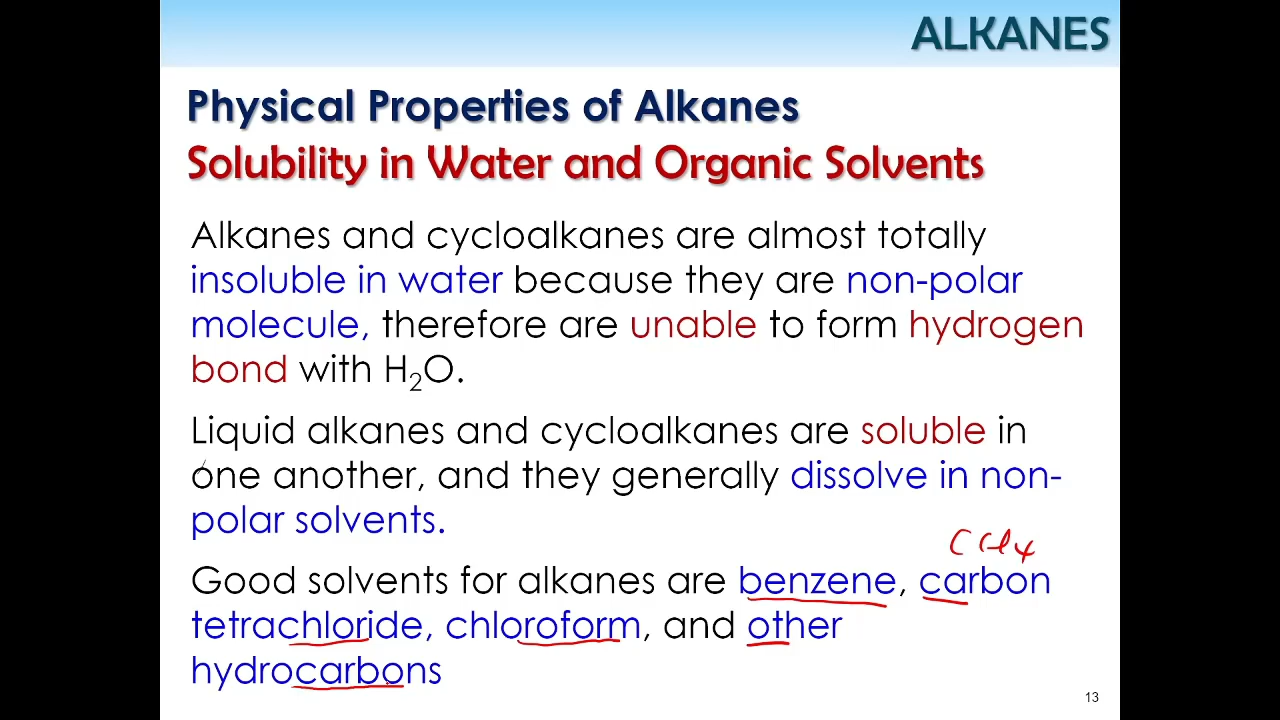 ALKANES
Physical Properties of Alkanes
Solubility in Water and Organic Solvents
Alkanes and cycloalkanes are almost totally
insoluble in water because they are non-polar
molecule, therefore are unable to form hydrogen
bond with H₂O.
Liquid alkanes and cycloalkanes are soluble in
one another, and they generally dissolve in non-
polar solvents.
CCl₄
Good solvents for alkanes are benzene, carbon
tetrachloride, chloroform, and other
hydrocarbons
13